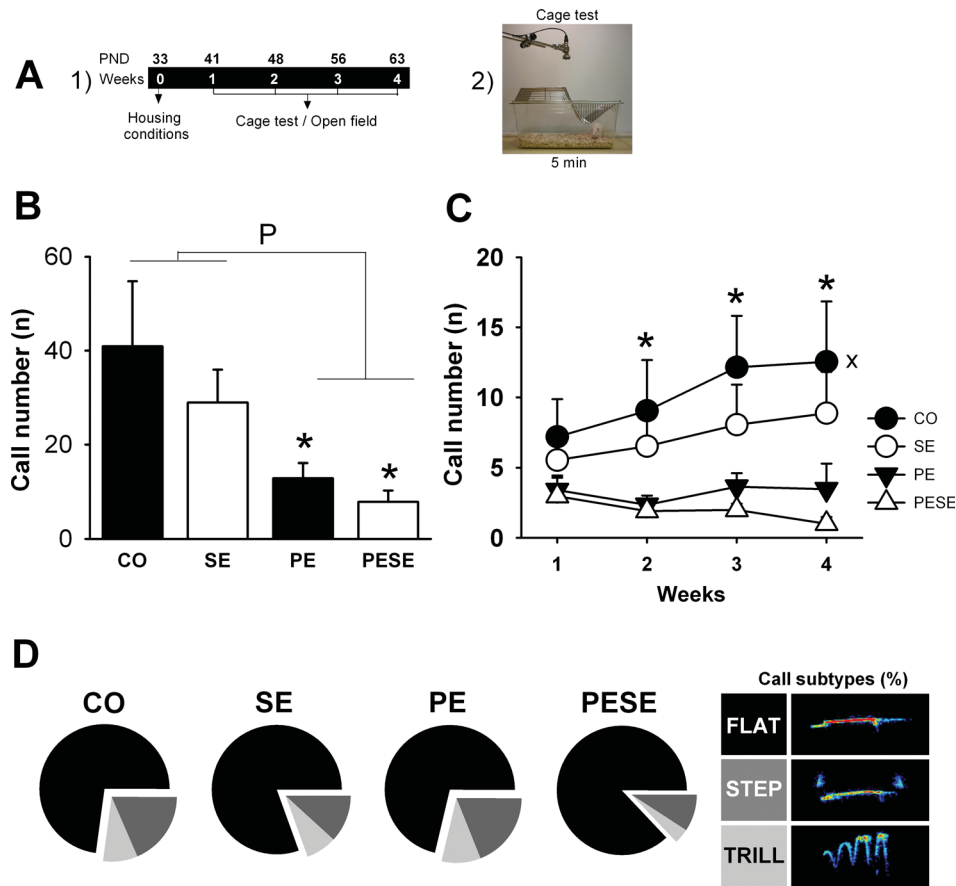 A
1)
PND 33 41 48 56 63
Weeks 0 1 2 3 4
Housing
conditions
Cage test / Open field
2)
Cage test
5 min
B
P
Call number (n)
60
40
20
0
*
*
CO SE PE PESE
C
Call number (n)
20
15
10
5
0
*
*
*
x
1 2 3 4
Weeks
CO
SE
PE
PESE
D
CO
SE
PE
PESE
Call subtypes (%)
FLAT
STEP
TRILL